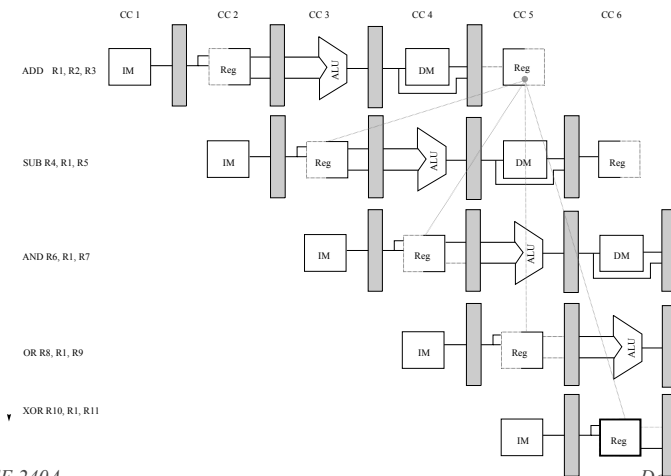 CC 1 CC 2 CC 3 CC 4 CC 5 CC 6
ADD R1, R2, R3 IM Reg ALU DM Reg
SUB R4, R1, R5 IM Reg ALU DM Reg
AND R6, R1, R7 IM Reg ALU DM
OR R8, R1, R9 IM Reg ALU
XOR R10, R1, R11 IM Reg